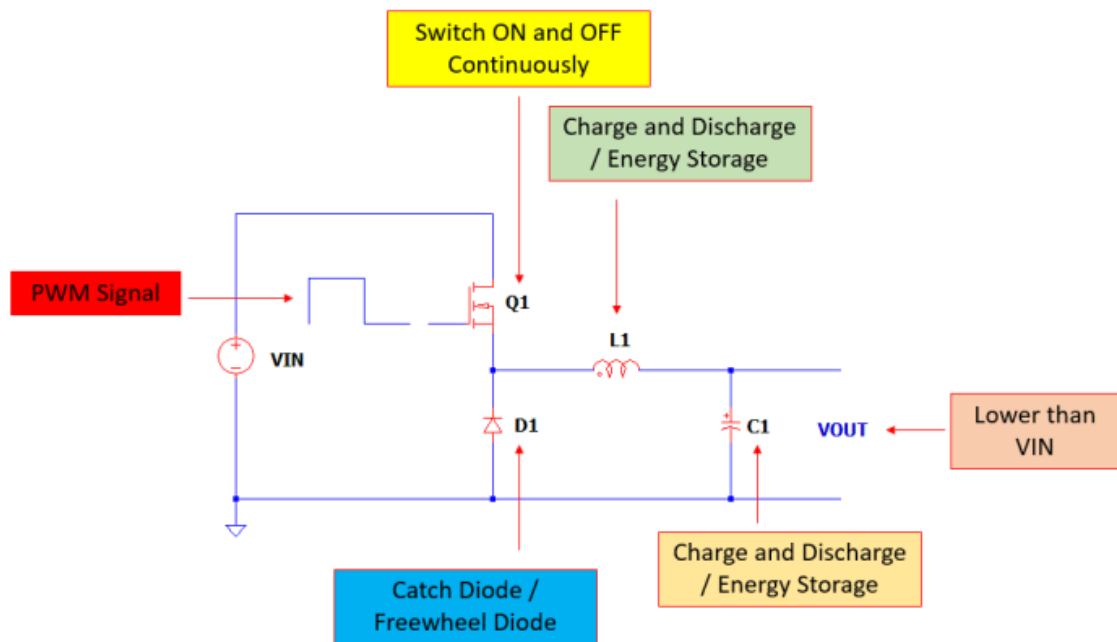 Switch ON and OFF
Continuously
Charge and Discharge
/ Energy Storage
PWM Signal
Q1
L1
+
-
VIN
D1
+
C1
VOUT
Lower than
VIN
Charge and Discharge
/ Energy Storage
Catch Diode /
Freewheel Diode